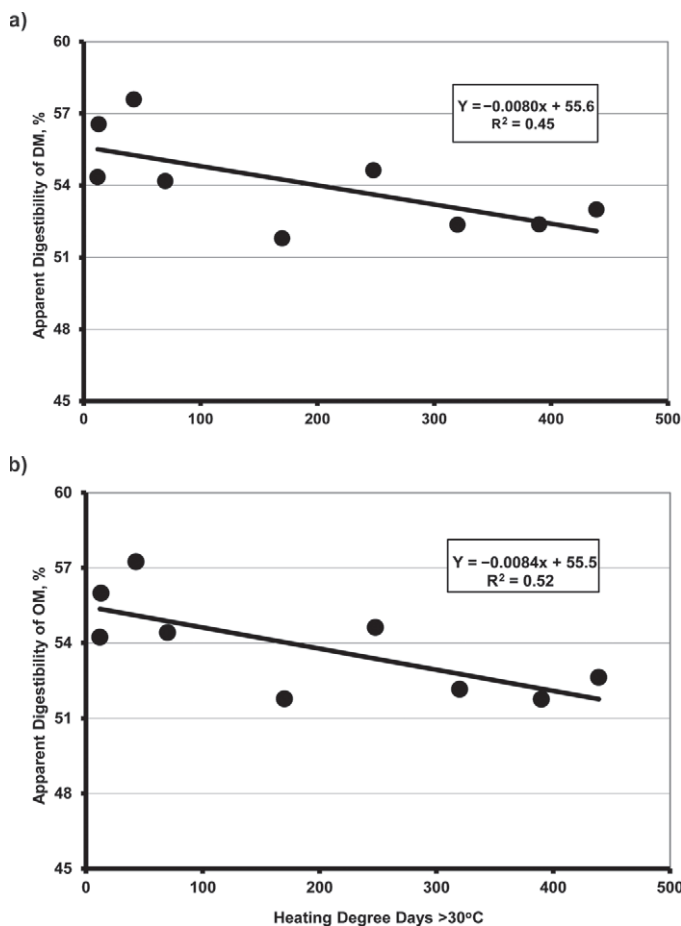 a)
60
57
54
51
48
45
Apparent Digestibility of DM, %
Y = −0.0080x + 55.6
R² = 0.45
0 100 200 300 400 500
b)
60
57
54
51
48
45
Apparent Digestibility of OM, %
Y = −0.0084x + 55.5
R² = 0.52
0 100 200 300 400 500
Heating Degree Days >30°C